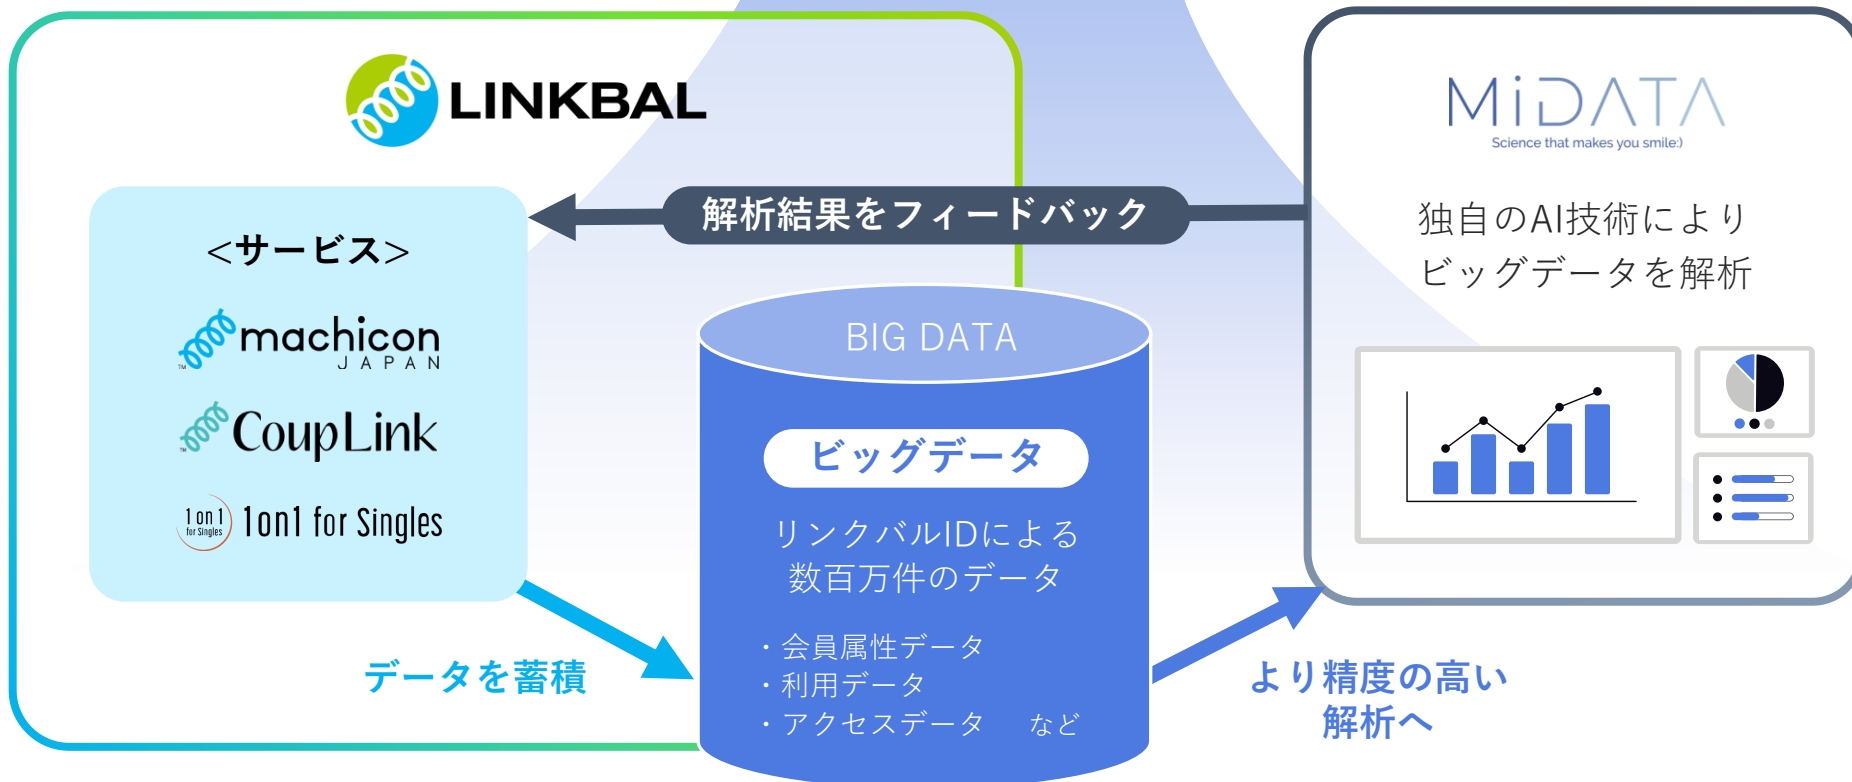 LINKBAL
<サービス>
machicon
JAPAN
TM
CoupLink
TM
1on1
for Singles
1on1 for Singles
データを蓄積
解析結果をフィードバック
BIG DATA
ビッグデータ
リンクバルIDによる
数百万件のデータ
・会員属性データ
・利用データ
・アクセスデータ など
より精度の高い
解析へ
MiDATA
Science that makes you smile:)
独自のAI技術により
ビッグデータを解析